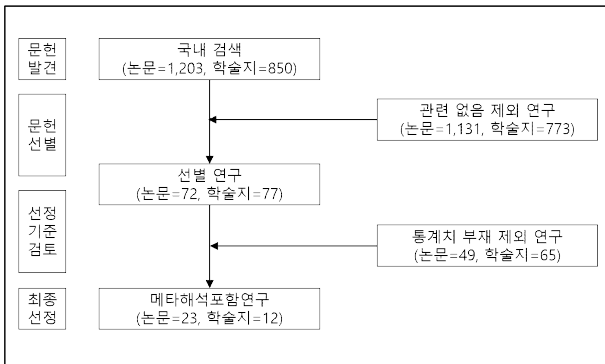 문헌
발견
국내 검색
(논문=1,203, 학술지=850)
문헌
선별
관련 없음 제외 연구
(논문=1,131, 학술지=773)
선별 연구
(논문=72, 학술지=77)
선정
기준
검토
통계치 부재 제외 연구
(논문=49, 학술지=65)
최종
선정
메타해석포함연구
(논문=23, 학술지=12)